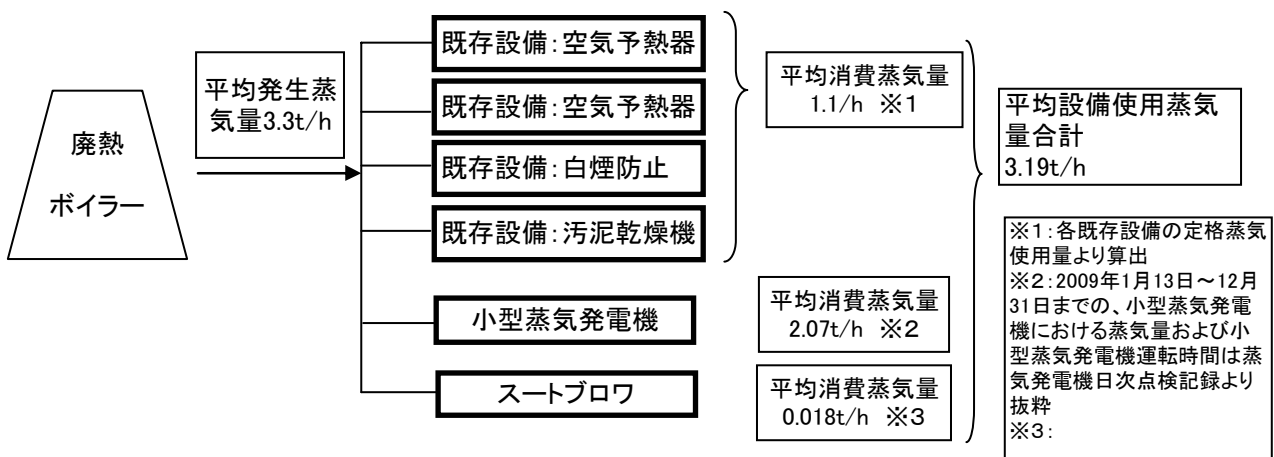 廃熱
ボイラー
平均発生蒸
気量3.3t/h
既存設備：空気予熱器
既存設備：空気予熱器
既存設備：白煙防止
既存設備：汚泥乾燥機
小型蒸気発電機
スートブロワ
平均消費蒸気量
1.1/h ※1
平均消費蒸気量
2.07t/h ※2
平均消費蒸気量
0.018t/h ※3
平均設備使用蒸気
量合計
3.19t/h
※1：各既存設備の定格蒸気
使用量より算出
※2：2009年1月13日～12月
31日までの、小型蒸気発電
機における蒸気量および小
型蒸気発電機運転時間は蒸
気発電機日次点検記録より
抜粋
※3：